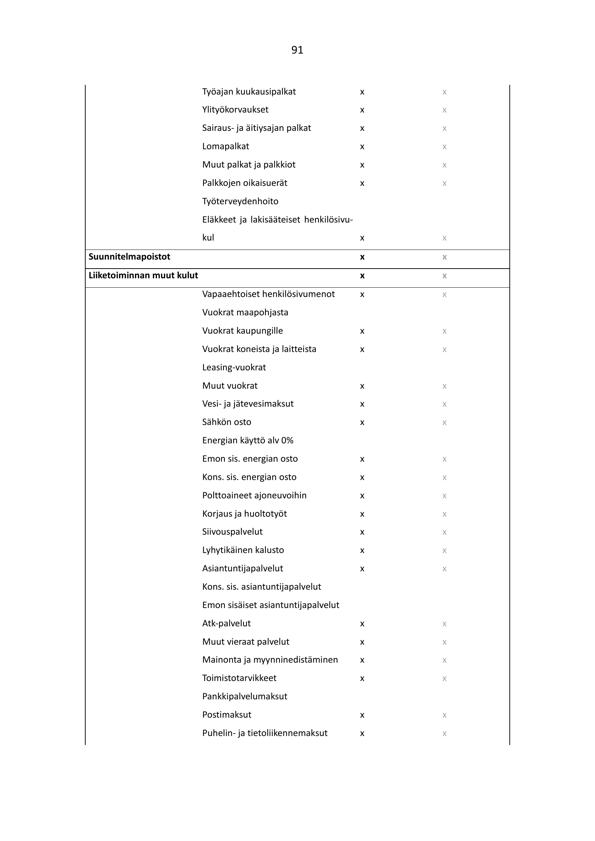 91
Työajan kuukausipalkat x x
Ylityökorvaukset x x
Sairaus- ja äitiysajan palkat x x
Lomapalkat x x
Muut palkat ja palkkiot x x
Palkkojen oikaisuerät x x
Työterveydenhoito
Eläkkeet ja lakisääteiset henkilösivu-
kul x x
Suunnitelmapoistot x x
Liiketoiminnan muut kulut x x
Vapaaehtoiset henkilösivumenot x x
Vuokrat maapohjasta
Vuokrat kaupungille x x
Vuokrat koneista ja laitteista x x
Leasing-vuokrat
Muut vuokrat x x
Vesi- ja jätevesimaksut x x
Sähkön osto x x
Energian käyttö alv 0%
Emon sis. energian osto x x
Kons. sis. energian osto x x
Polttoaineet ajoneuvoihin x x
Korjaus ja huoltotyöt x x
Siivouspalvelut x x
Lyhytikäinen kalusto x x
Asiantuntijapalvelut x x
Kons. sis. asiantuntijapalvelut
Emon sisäiset asiantuntijapalvelut
Atk-palvelut x x
Muut vieraat palvelut x x
Mainonta ja myynninedistäminen x x
Toimistotarvikkeet x x
Pankkipalvelumaksut
Postimaksut x x
Puhelin- ja tietoliikennemaksut x x